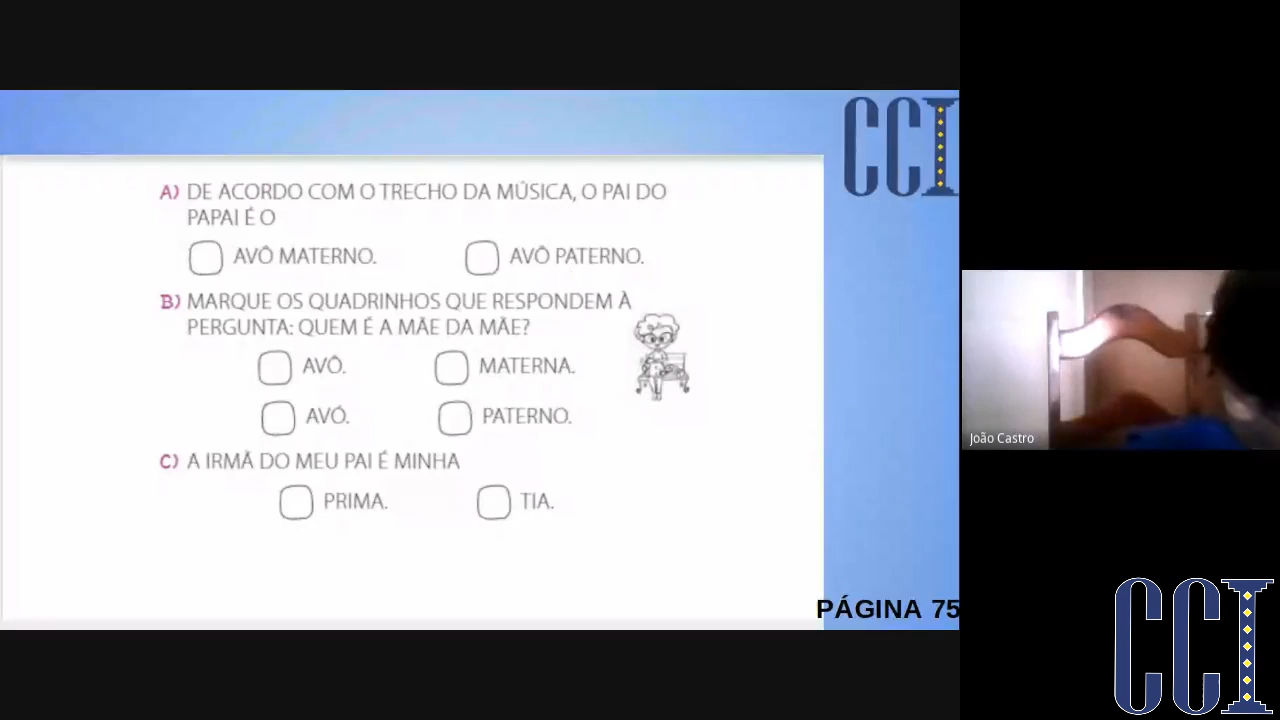 CCI
A) DE ACORDO COM O TRECHO DA MÚSICA, O PAI DO
PAPAI É O
AVÔ MATERNO. AVÔ PATERNO.
B) MARQUE OS QUADRINHOS QUE RESPONDEM À
PERGUNTA: QUEM É A MÃE DA MÃE?
AVÔ. MATERNA.
AVÓ. PATERNO.
C) A IRMÃ DO MEU PAI É MINHA
PRIMA. TIA.
PÁGINA 75
João Castro
CCI